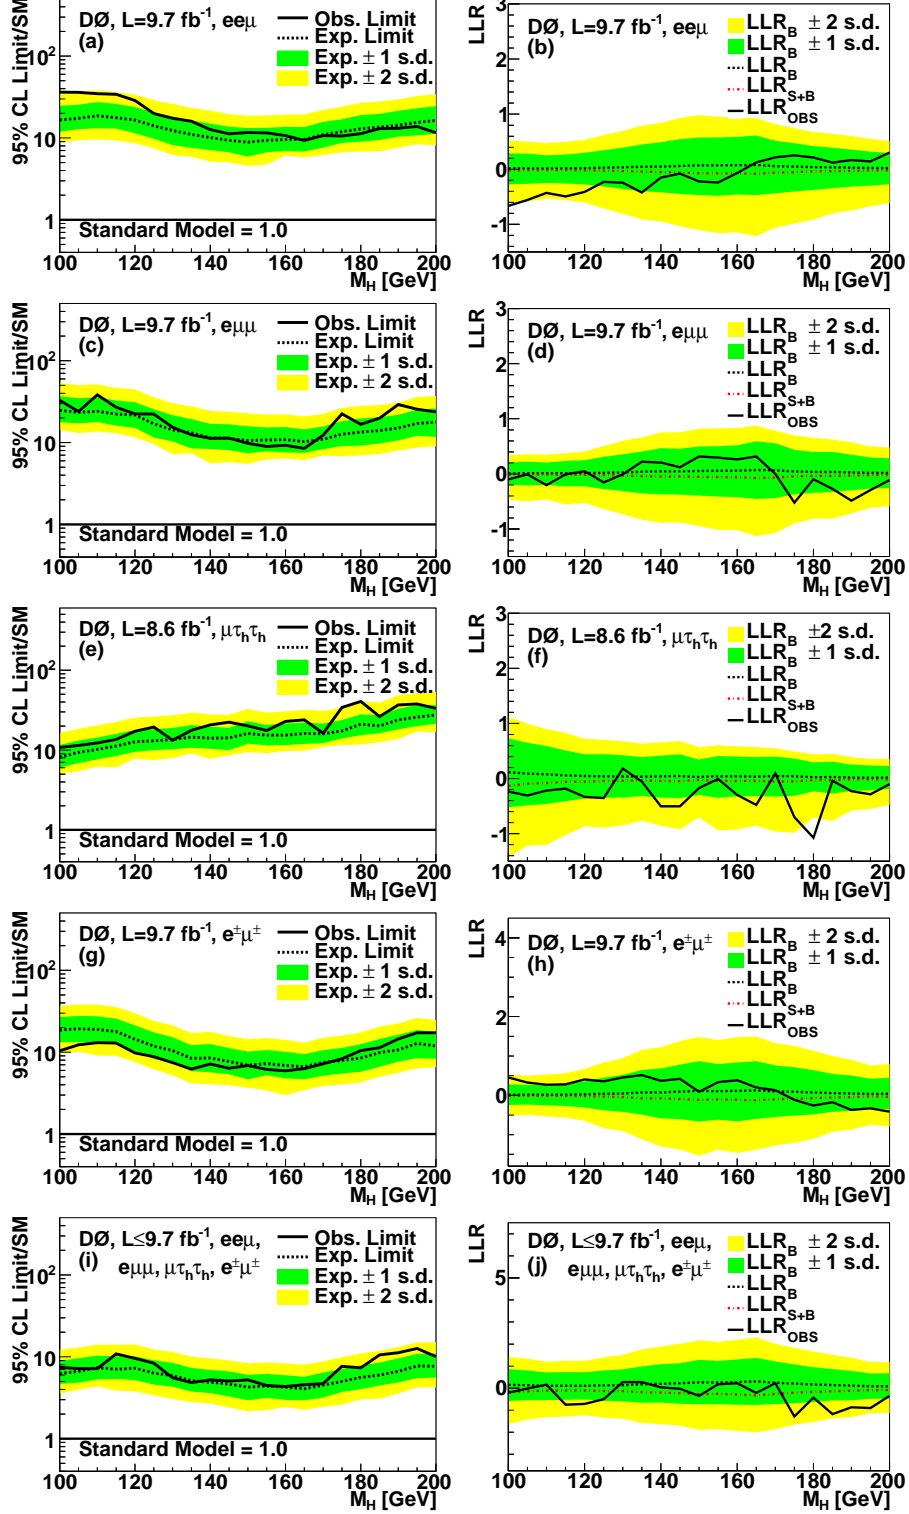 95% CL Limit/SM
DØ, L=9.7 fb⁻¹, eeμ
(a)
Obs. Limit
Exp. Limit
Exp. ± 1 s.d.
Exp. ± 2 s.d.
10²
10
1
Standard Model = 1.0
100 120 140 160 180 200
M_H [GeV]
LLR
DØ, L=9.7 fb⁻¹, eeμ
(b)
LLR_B ± 2 s.d.
LLR_B ± 1 s.d.
LLR_B
LLR_S+B
LLR_OBS
3
2
1
0
-1
100 120 140 160 180 200
M_H [GeV]
95% CL Limit/SM
DØ, L=9.7 fb⁻¹, eμμ
(c)
Obs. Limit
Exp. Limit
Exp. ± 1 s.d.
Exp. ± 2 s.d.
10²
10
1
Standard Model = 1.0
100 120 140 160 180 200
M_H [GeV]
LLR
DØ, L=9.7 fb⁻¹, eμμ
(d)
LLR_B ± 2 s.d.
LLR_B ± 1 s.d.
LLR_B
LLR_S+B
LLR_OBS
3
2
1
0
-1
100 120 140 160 180 200
M_H [GeV]
95% CL Limit/SM
DØ, L=8.6 fb⁻¹, μτ_hτ_h
(e)
Obs. Limit
Exp. Limit
Exp. ± 1 s.d.
Exp. ± 2 s.d.
10²
10
1
Standard Model = 1.0
100 120 140 160 180 200
M_H [GeV]
LLR
DØ, L=8.6 fb⁻¹, μτ_hτ_h
(f)
LLR_B ±2 s.d.
LLR_B ± 1 s.d.
LLR_B
LLR_S+B
LLR_OBS
3
2
1
0
-1
100 120 140 160 180 200
M_H [GeV]
95% CL Limit/SM
DØ, L=9.7 fb⁻¹, e^±μ^±
(g)
Obs. Limit
Exp. Limit
Exp. ± 1 s.d.
Exp. ± 2 s.d.
10²
10
1
Standard Model = 1.0
100 120 140 160 180 200
M_H [GeV]
LLR
DØ, L=9.7 fb⁻¹, e^±μ^±
(h)
LLR_B ± 2 s.d.
LLR_B ± 1 s.d.
LLR_B
LLR_S+B
LLR_OBS
4
2
0
100 120 140 160 180 200
M_H [GeV]
95% CL Limit/SM
DØ, L≤9.7 fb⁻¹, eeμ,
(i) eμμ, μτ_hτ_h, e^±μ^±
Obs. Limit
Exp. Limit
Exp. ± 1 s.d.
Exp. ± 2 s.d.
10²
10
1
Standard Model = 1.0
100 120 140 160 180 200
M_H [GeV]
LLR
DØ, L≤9.7 fb⁻¹, eeμ,
(j) eμμ, μτ_hτ_h, e^±μ^±
LLR_B ± 2 s.d.
LLR_B ± 1 s.d.
LLR_B
LLR_S+B
LLR_OBS
5
0
100 120 140 160 180 200
M_H [GeV]